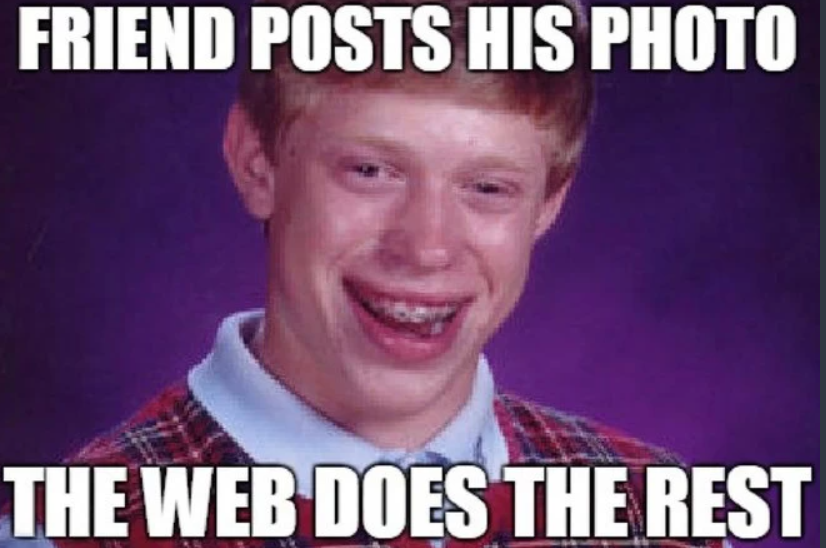 FRIEND POSTS HIS PHOTO
THE WEB DOES THE REST